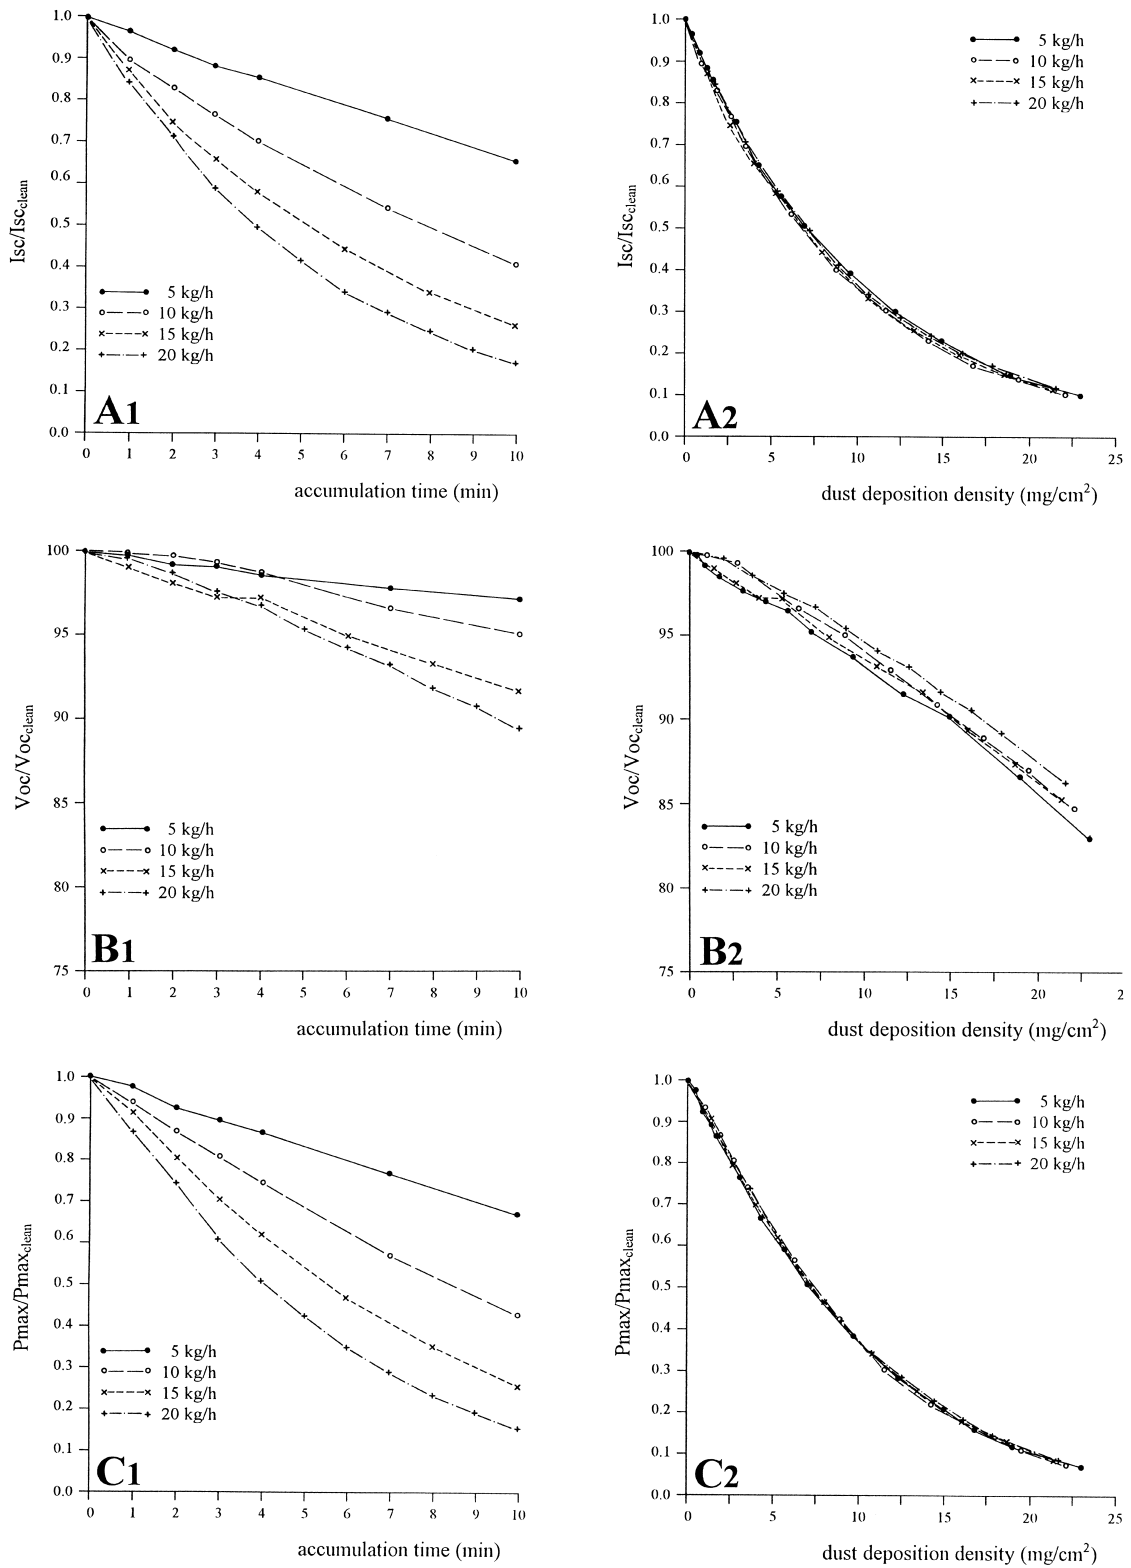 1.0
0.9
0.8
0.7
0.6
0.5
0.4
0.3
0.2
0.1
0.0
Isc/Isc clean
5 kg/h
10 kg/h
15 kg/h
20 kg/h
A1
0 1 2 3 4 5 6 7 8 9 10
accumulation time (min)
1.0
0.9
0.8
0.7
0.6
0.5
0.4
0.3
0.2
0.1
0.0
Isc/Isc clean
5 kg/h
10 kg/h
15 kg/h
20 kg/h
A2
0 5 10 15 20 25
dust deposition density (mg/cm²)
100
95
90
85
80
75
Voc/Voc clean
5 kg/h
10 kg/h
15 kg/h
20 kg/h
B1
0 1 2 3 4 5 6 7 8 9 10
accumulation time (min)
100
95
90
85
80
75
Voc/Voc clean
5 kg/h
10 kg/h
15 kg/h
20 kg/h
B2
0 5 10 15 20 2
dust deposition density (mg/cm²)
1.0
0.9
0.8
0.7
0.6
0.5
0.4
0.3
0.2
0.1
0.0
Pmax/Pmax clean
5 kg/h
10 kg/h
15 kg/h
20 kg/h
C1
0 1 2 3 4 5 6 7 8 9 10
accumulation time (min)
1.0
0.9
0.8
0.7
0.6
0.5
0.4
0.3
0.2
0.1
0.0
Pmax/Pmax clean
5 kg/h
10 kg/h
15 kg/h
20 kg/h
C2
0 5 10 15 20 25
dust deposition density (mg/cm²)